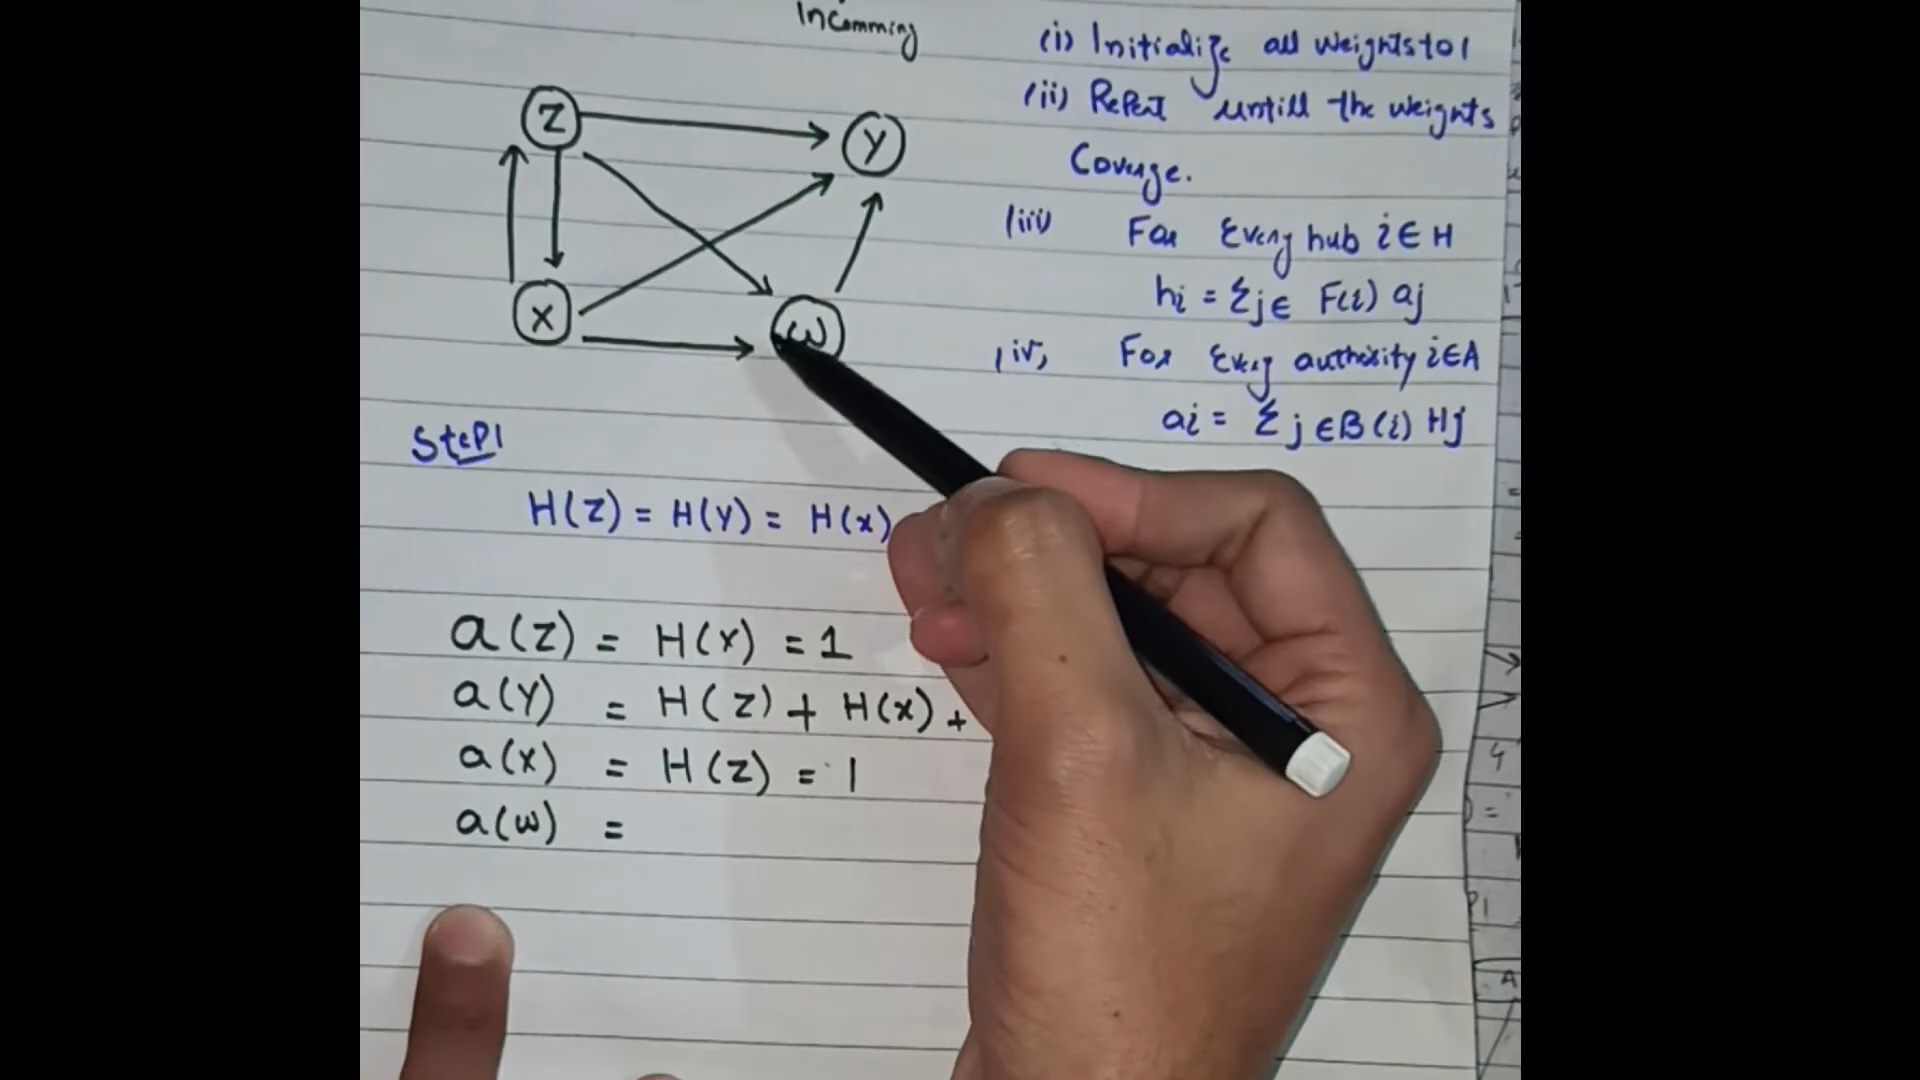 Incomming
(i) Initialize all weights to 1
(ii) Repeat untill the weights
Z
Y
Coverge.
(iii) For Every hub i∈H
hi = Σj∈ F(i) aj
X
ω
(iv) For Every authority i∈A
ai = Σj∈B(i) Hj
Step1
H(Z) = H(Y) = H(x)
a(z) = H(x) = 1
a(Y) = H(z) + H(x) +
a(x) = H(z) = 1
a(ω) =